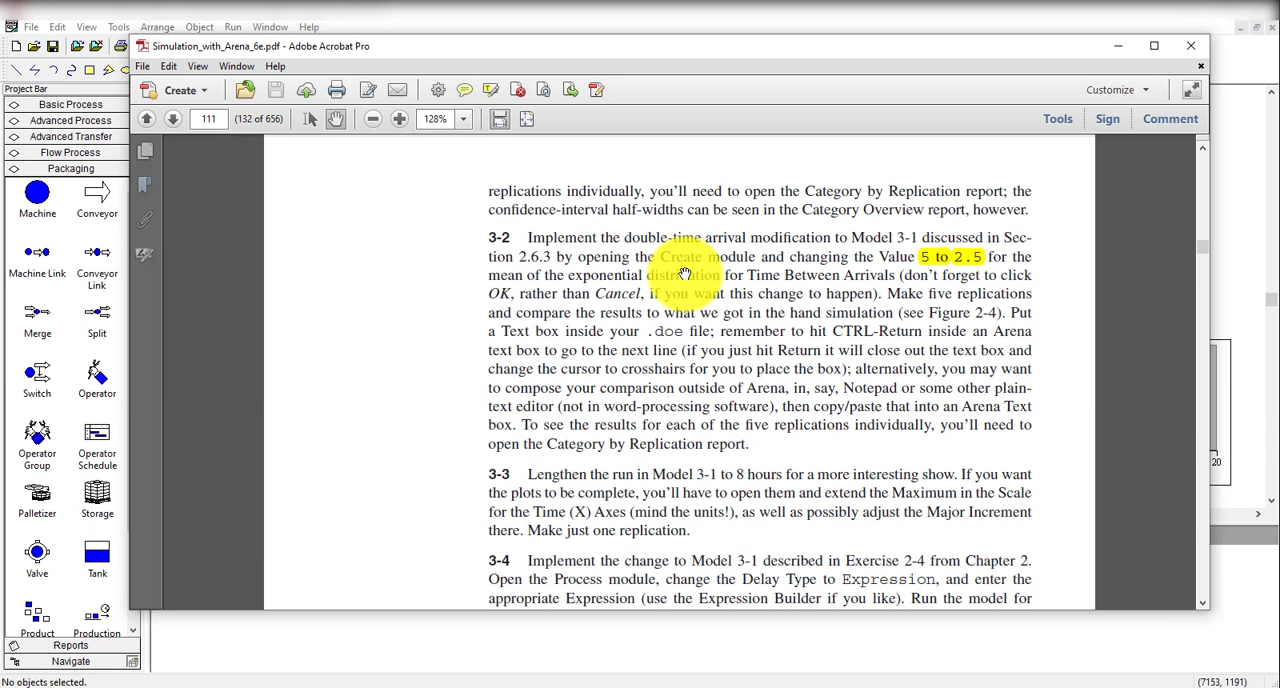 File Edit View Tools Arrange Object Run Window Help
Simulation_with_Arena_6e.pdf - Adobe Acrobat Pro
File Edit View Window Help
Create
Customize
111 (132 of 656) 128% Tools Sign Comment
Project Bar
Basic Process
Advanced Process
Advanced Transfer
Flow Process
Packaging
Machine Conveyor
Machine Link Conveyor
Link
Merge Split
Switch Operator
Operator Operator
Group Schedule
Palletizer Storage
Valve Tank
Product Production
Reports
Navigate
replications individually, you’ll need to open the Category by Replication report; the
confidence-interval half-widths can be seen in the Category Overview report, however.
3-2 Implement the double-time arrival modification to Model 3-1 discussed in Sec-
tion 2.6.3 by opening the Create module and changing the Value 5 to 2.5 for the
mean of the exponential distribution for Time Between Arrivals (don’t forget to click
OK, rather than Cancel, if you want this change to happen). Make five replications
and compare the results to what we got in the hand simulation (see Figure 2-4). Put
a Text box inside your .doe file; remember to hit CTRL-Return inside an Arena
text box to go to the next line (if you just hit Return it will close out the text box and
change the cursor to crosshairs for you to place the box); alternatively, you may want
to compose your comparison outside of Arena, in, say, Notepad or some other plain-
text editor (not in word-processing software), then copy/paste that into an Arena Text
box. To see the results for each of the five replications individually, you’ll need to
open the Category by Replication report.
3-3 Lengthen the run in Model 3-1 to 8 hours for a more interesting show. If you want
the plots to be complete, you’ll have to open them and extend the Maximum in the Scale
for the Time (X) Axes (mind the units!), as well as possibly adjust the Major Increment
there. Make just one replication.
3-4 Implement the change to Model 3-1 described in Exercise 2-4 from Chapter 2.
Open the Process module, change the Delay Type to Expression, and enter the
appropriate Expression (use the Expression Builder if you like). Run the model for
20
No objects selected. (7153, 1191)